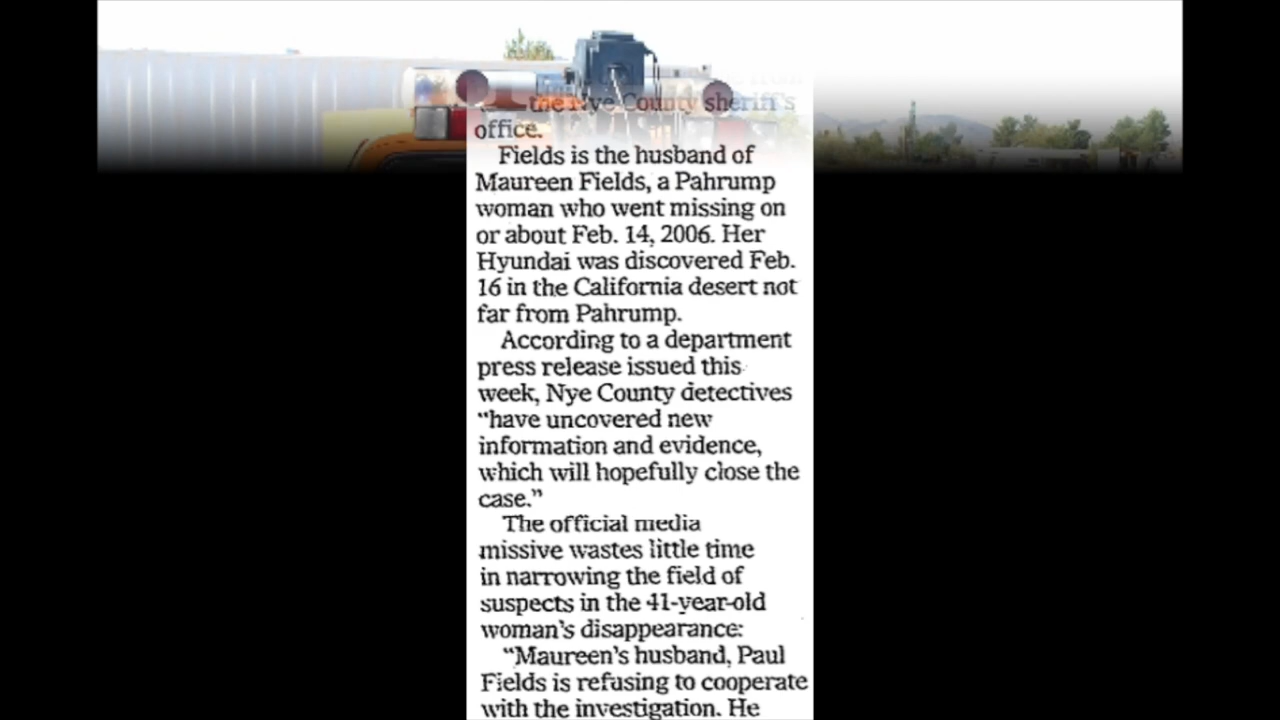 the Nye County sheriff's
office.
Fields is the husband of
Maureen Fields, a Pahrump
woman who went missing on
or about Feb. 14, 2006. Her
Hyundai was discovered Feb.
16 in the California desert not
far from Pahrump.
According to a department
press release issued this
week, Nye County detectives
"have uncovered new
information and evidence,
which will hopefully close the
case."
The official media
missive wastes little time
in narrowing the field of
suspects in the 41-year-old
woman's disappearance:
"Maureen's husband, Paul
Fields is refusing to cooperate
with the investigation. He